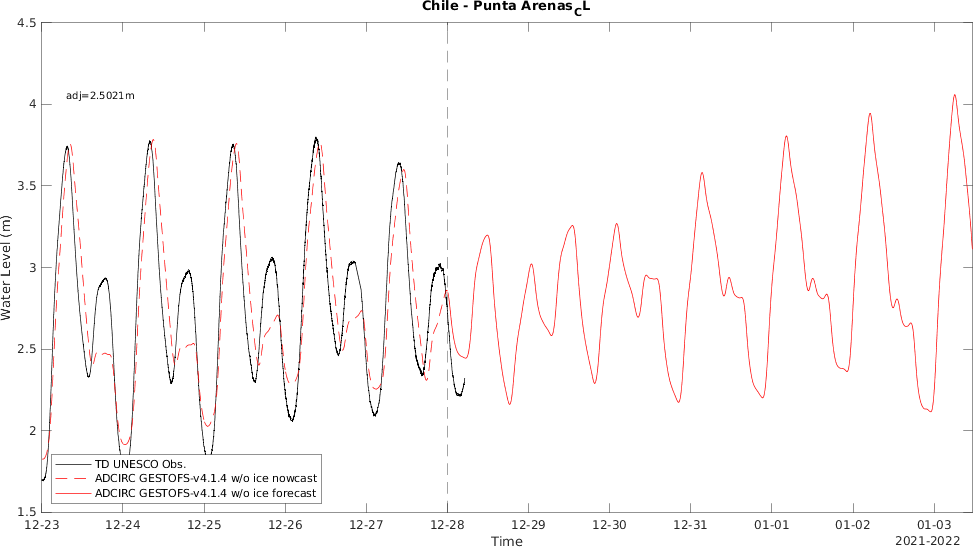 Chile - Punta Arenas_CL
4.5
4
3.5
3
2.5
2
1.5
Water Level (m)
adj=2.5021m
TD UNESCO Obs.
ADCIRC GESTOFS-v4.1.4 w/o ice nowcast
ADCIRC GESTOFS-v4.1.4 w/o ice forecast
12-23 12-24 12-25 12-26 12-27 12-28 12-29 12-30 12-31 01-01 01-02 01-03
Time
2021-2022